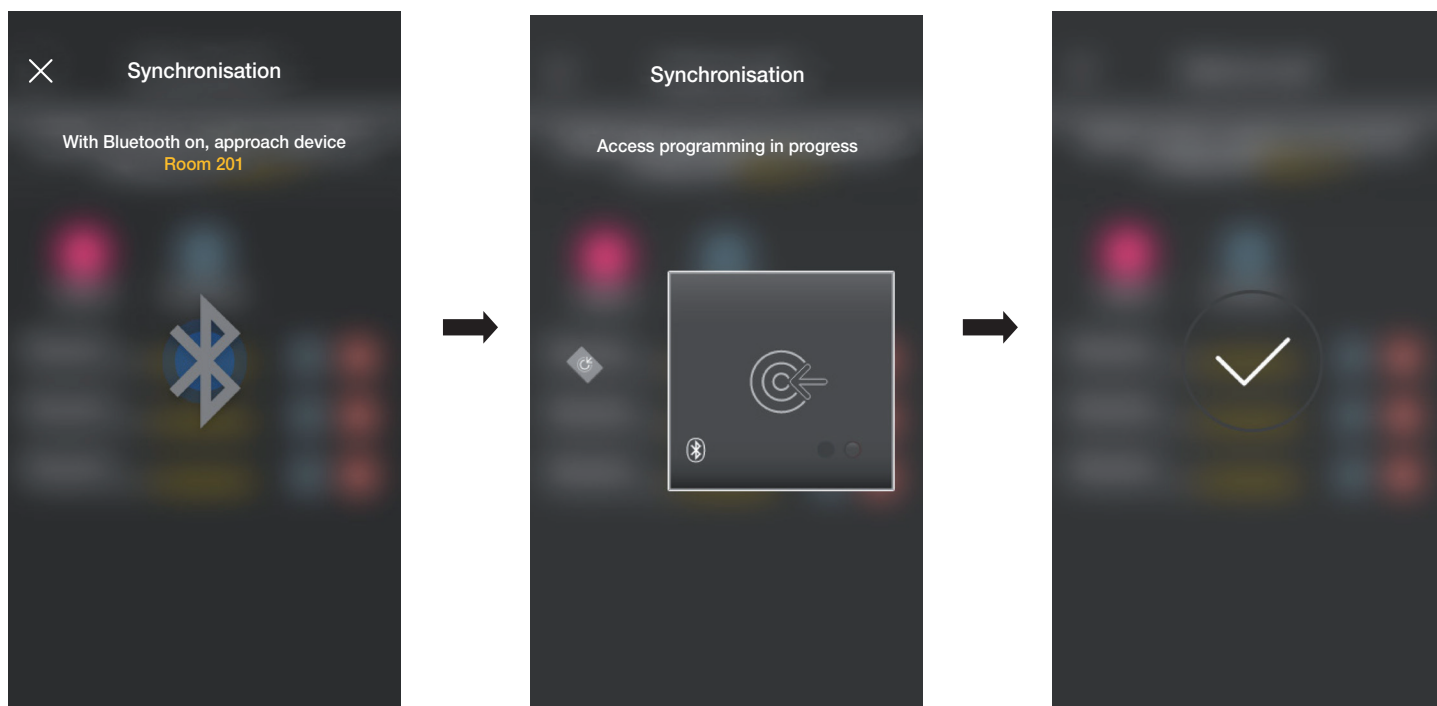 Synchronisation
With Bluetooth on, approach device
Room 201
Synchronisation
Access programming in progress